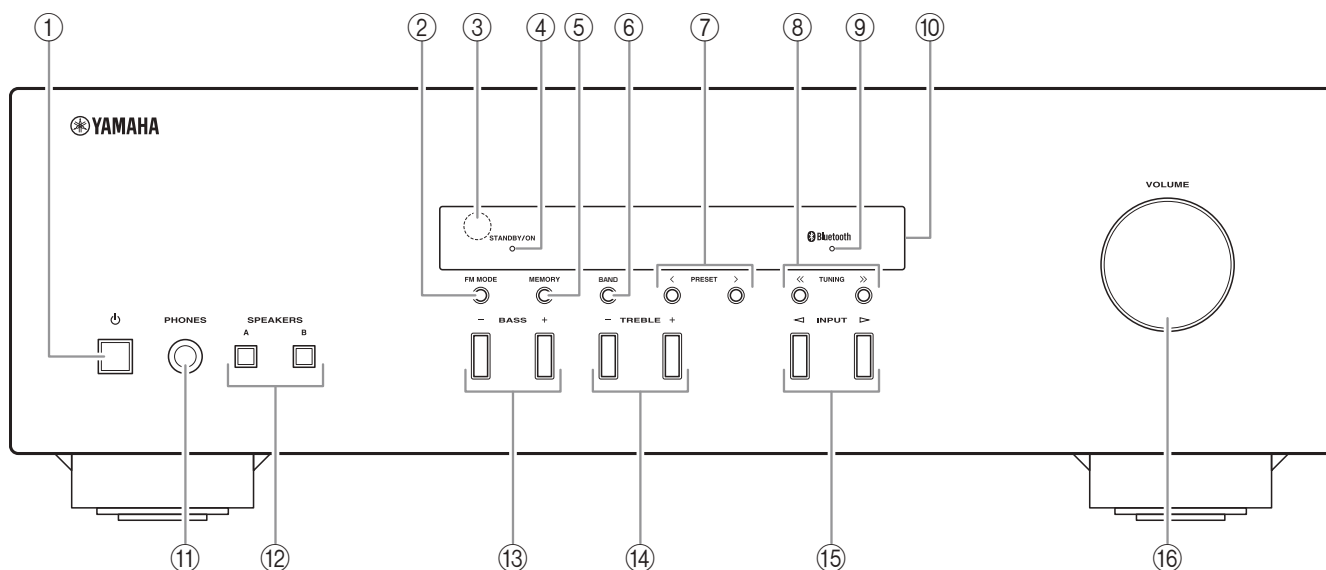 ① ② ③ ④ ⑤ ⑥ ⑦ ⑧ ⑨ ⑩
YAMAHA
VOLUME
STANDBY/ON Bluetooth
FM MODE MEMORY BAND < PRESET > << TUNING >>
PHONES SPEAKERS − BASS + − TREBLE + ◁ INPUT ▷
A B
⑪ ⑫ ⑬ ⑭ ⑮ ⑯